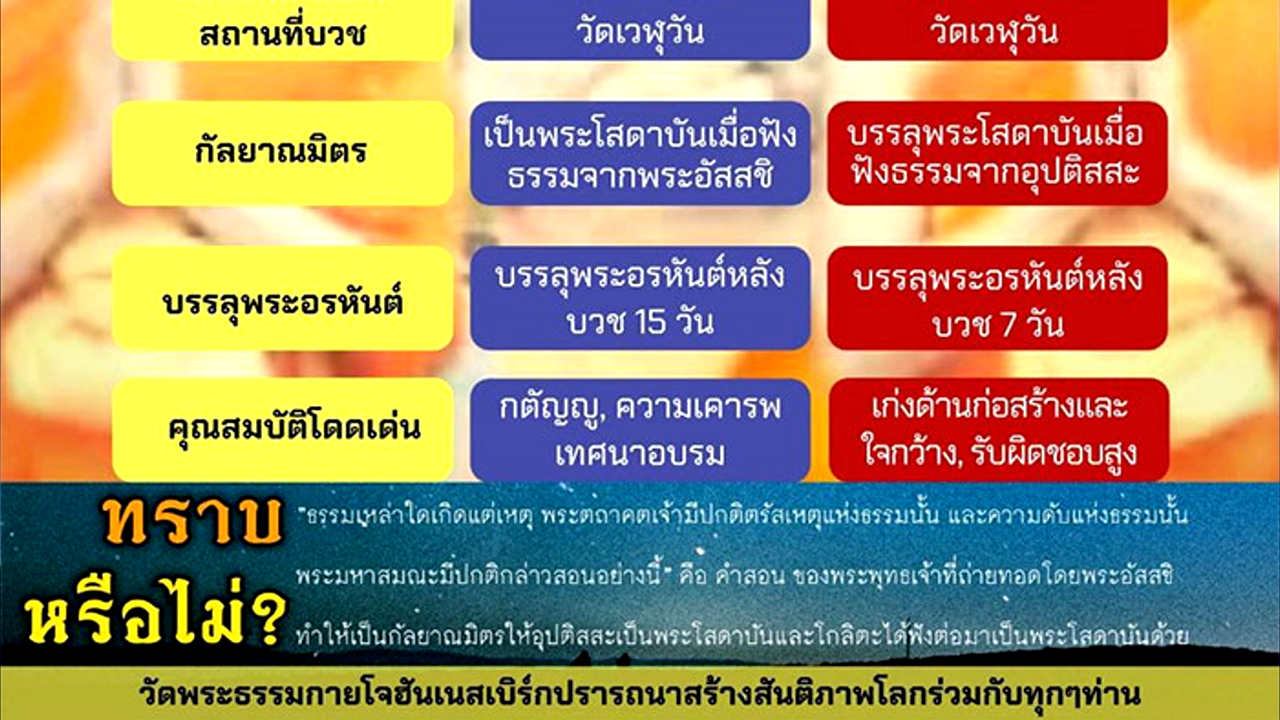 สถานที่บวช
วัดเวฬุวัน
วัดเวฬุวัน
กัลยาณมิตร
เป็นพระโสดาบันเมื่อฟัง
ธรรมจากพระอัสสชิ
บรรลุพระโสดาบันเมื่อ
ฟังธรรมจากอุปติสสะ
บรรลุพระอรหันต์
บรรลุพระอรหันต์หลัง
บวช 15 วัน
บรรลุพระอรหันต์หลัง
บวช 7 วัน
คุณสมบัติโดดเด่น
กตัญญู, ความเคารพ
เทศนาอบรม
เก่งด้านก่อสร้างและ
ใจกว้าง, รับผิดชอบสูง
ทราบ
หรือไม่?
"ธรรมเหล่าใดเกิดแต่เหตุ พระตถาคตเจ้ามีปกติตรัสเหตุแห่งธรรมนั้น และความดับแห่งธรรมนั้น
พระมหาสมณะมีปกติกล่าวสอนอย่างนี้" คือ คำสอน ของพระพุทธเจ้าที่ถ่ายทอดโดยพระอัสสชิ
ทำให้เป็นกัลยาณมิตรให้อุปติสสะเป็นพระโสดาบันและโกลิตะได้ฟังต่อมาเป็นพระโสดาบันด้วย
วัดพระธรรมกายโจฮันเนสเบิร์กปรารถนาสร้างสันติภาพโลกร่วมกับทุกๆท่าน